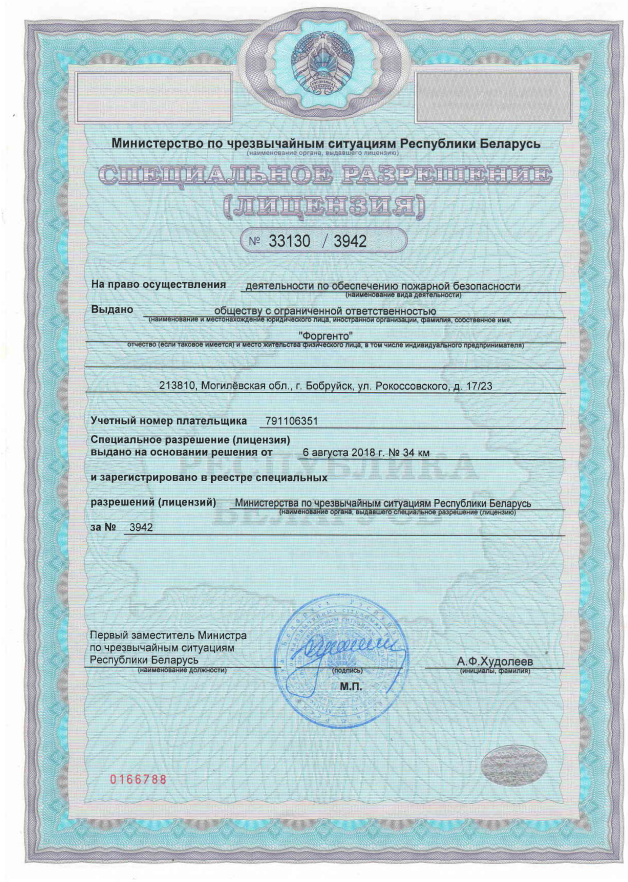 Министерство по чрезвычайным ситуациям Республики Беларусь
(наименование органа, выдавшего лицензию)
СПЕЦИАЛЬНОЕ РАЗРЕШЕНИЕ
(ЛИЦЕНЗИЯ)
№ 33130 / 3942
На право осуществления деятельности по обеспечению пожарной безопасности
(наименование вида деятельности)
Выдано обществу с ограниченной ответственностью
(наименование и местонахождение юридического лица, иностранной организации, фамилия, собственное имя,
"Форгенто"
отчество (если таковое имеется) и место жительства физического лица, в том числе индивидуального предпринимателя)
213810, Могилёвская обл., г. Бобруйск, ул. Рокоссовского, д. 17/23
Учетный номер плательщика 791106351
Специальное разрешение (лицензия)
выдано на основании решения от 6 августа 2018 г. № 34 км
РЕСПУБЛИКА
и зарегистрировано в реестре специальных
разрешений (лицензий) Министерства по чрезвычайным ситуациям Республики Беларусь
(наименование органа, выдавшего специальное разрешение (лицензию)
за № 3942
Первый заместитель Министра
по чрезвычайным ситуациям
Республики Беларусь А.Ф.Худолеев
(наименование должности) (подпись) (инициалы, фамилия)
М.П.
0166788